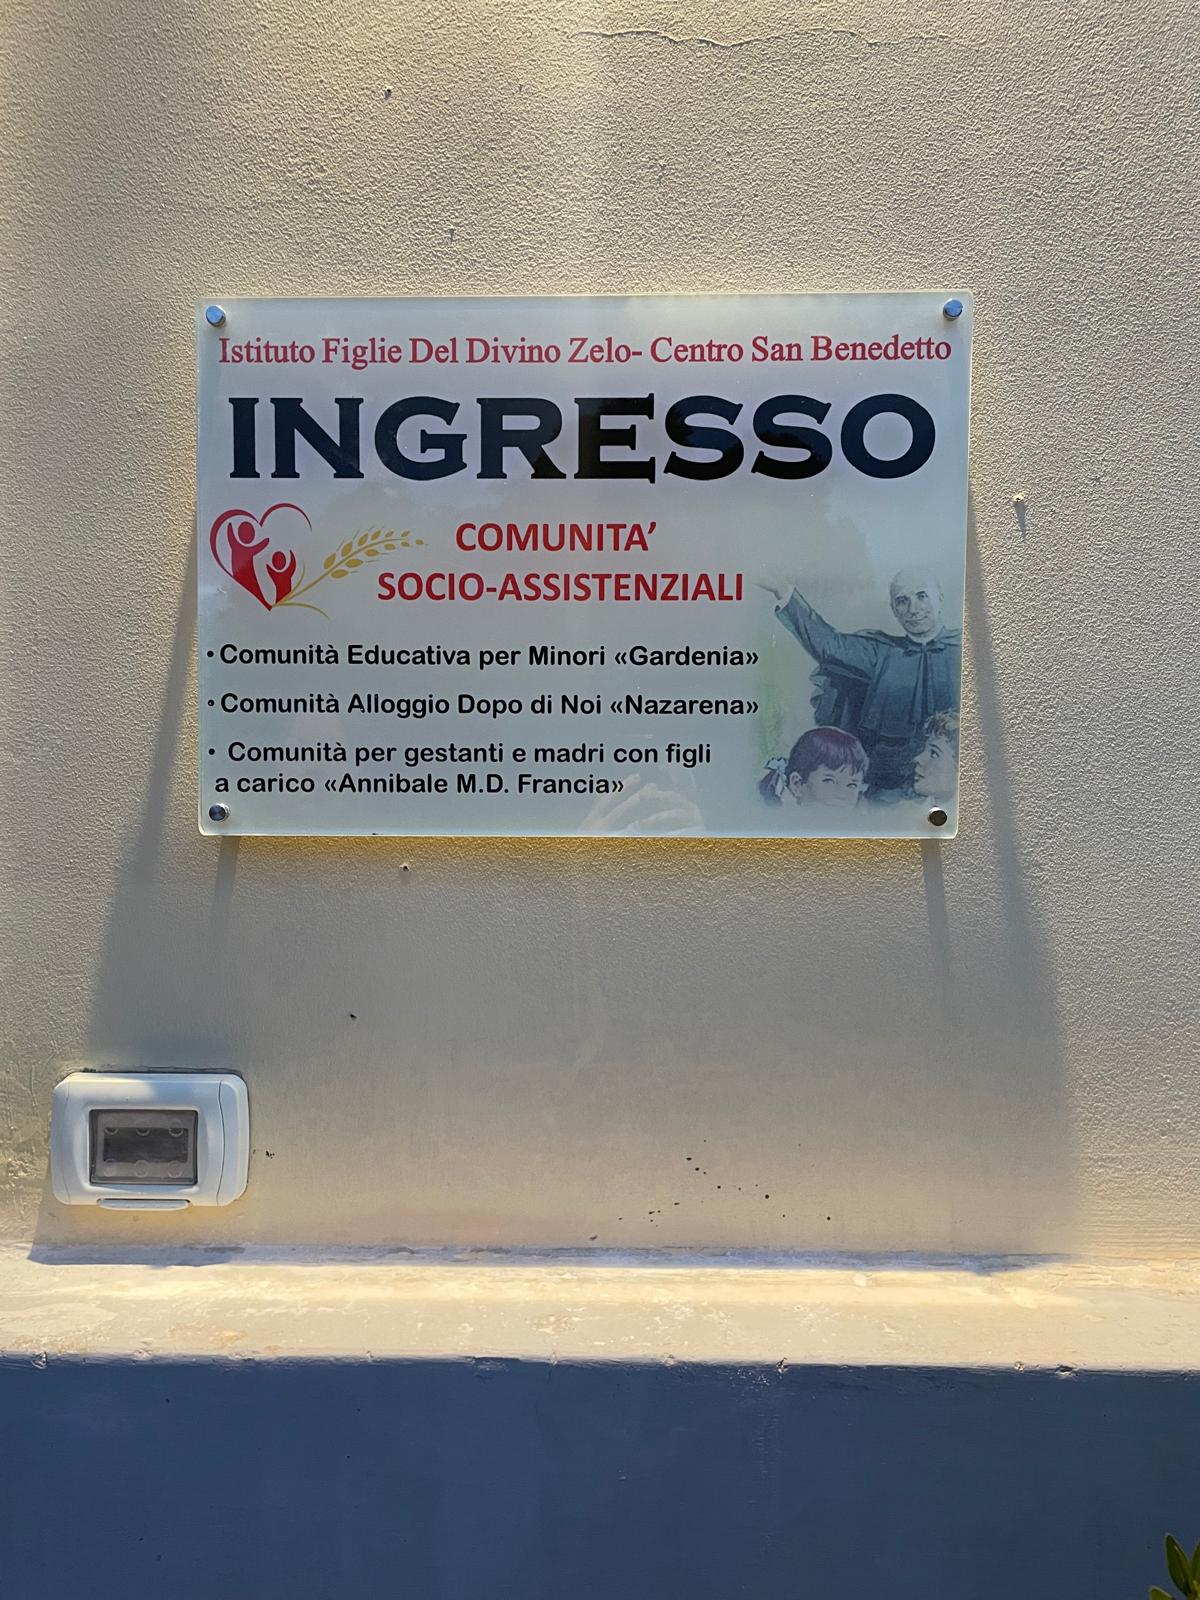 Istituto Figlie Del Divino Zelo- Centro San Benedetto
INGRESSO
COMUNITA'
SOCIO-ASSISTENZIALI
• Comunità Educativa per Minori «Gardenia»
• Comunità Alloggio Dopo di Noi «Nazarena»
• Comunità per gestanti e madri con figli
a carico «Annibale M.D. Francia»